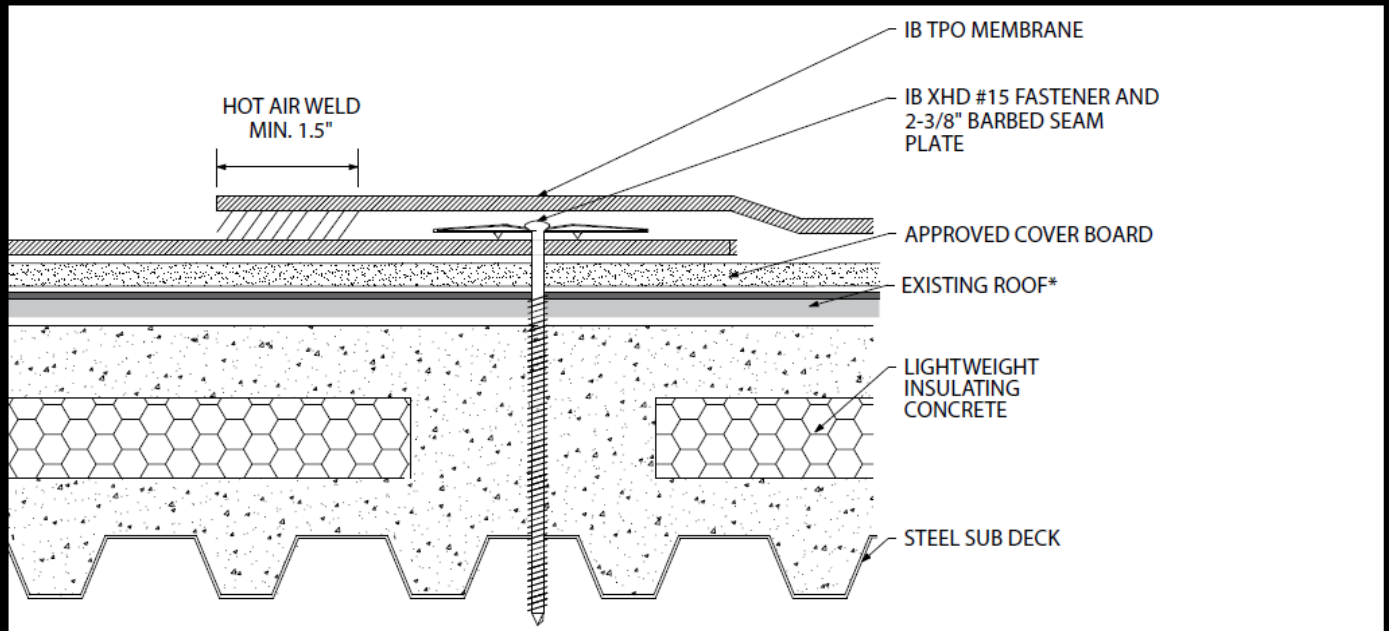 IB TPO MEMBRANE
IB XHD #15 FASTENER AND
2-3/8" BARBED SEAM
PLATE
HOT AIR WELD
MIN. 1.5"
APPROVED COVER BOARD
EXISTING ROOF*
LIGHTWEIGHT
INSULATING
CONCRETE
STEEL SUB DECK